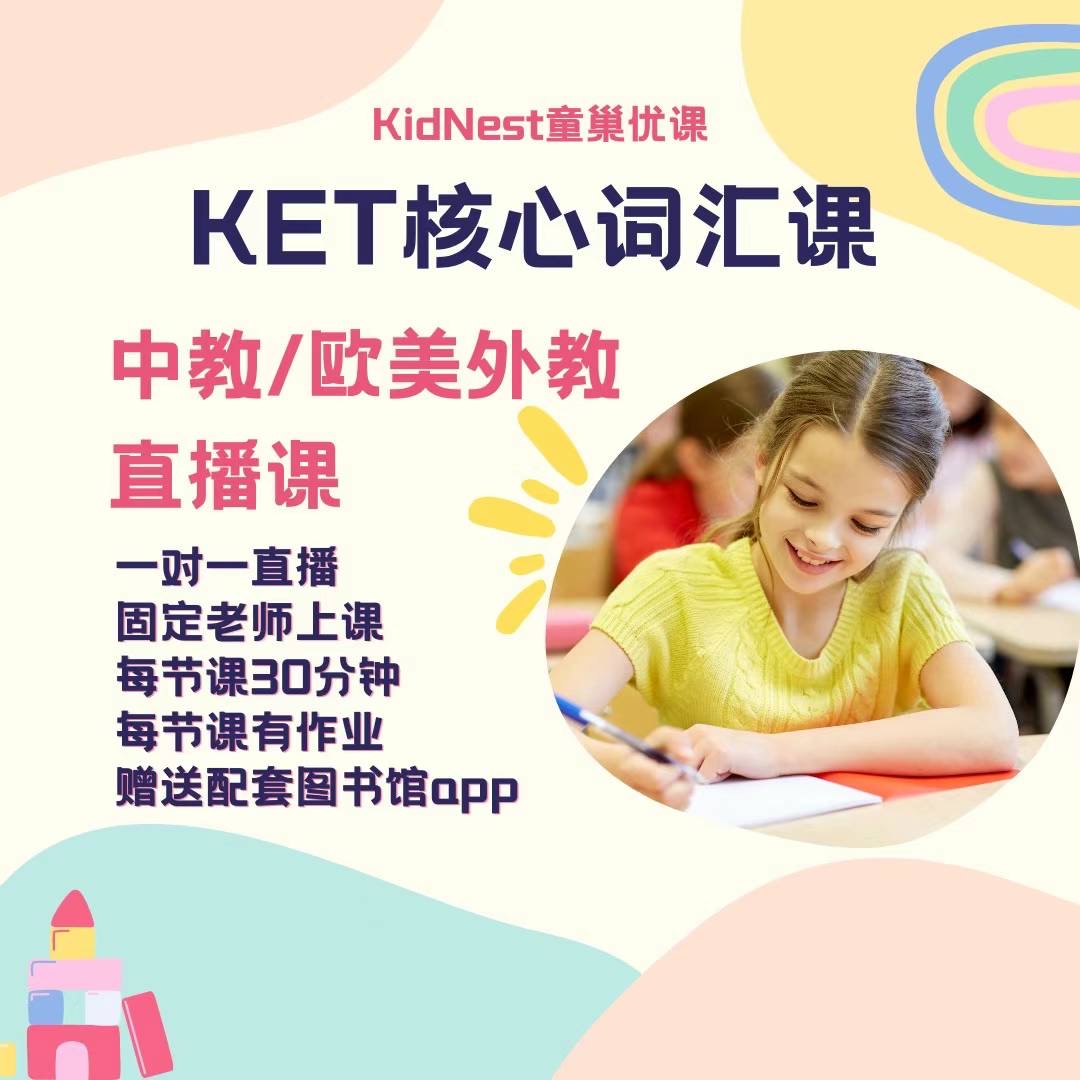 KidNest童巢优课
KET核心词汇课
中教/欧美外教
直播课
一对一直播
固定老师上课
每节课30分钟
每节课有作业
赠送配套图书馆app